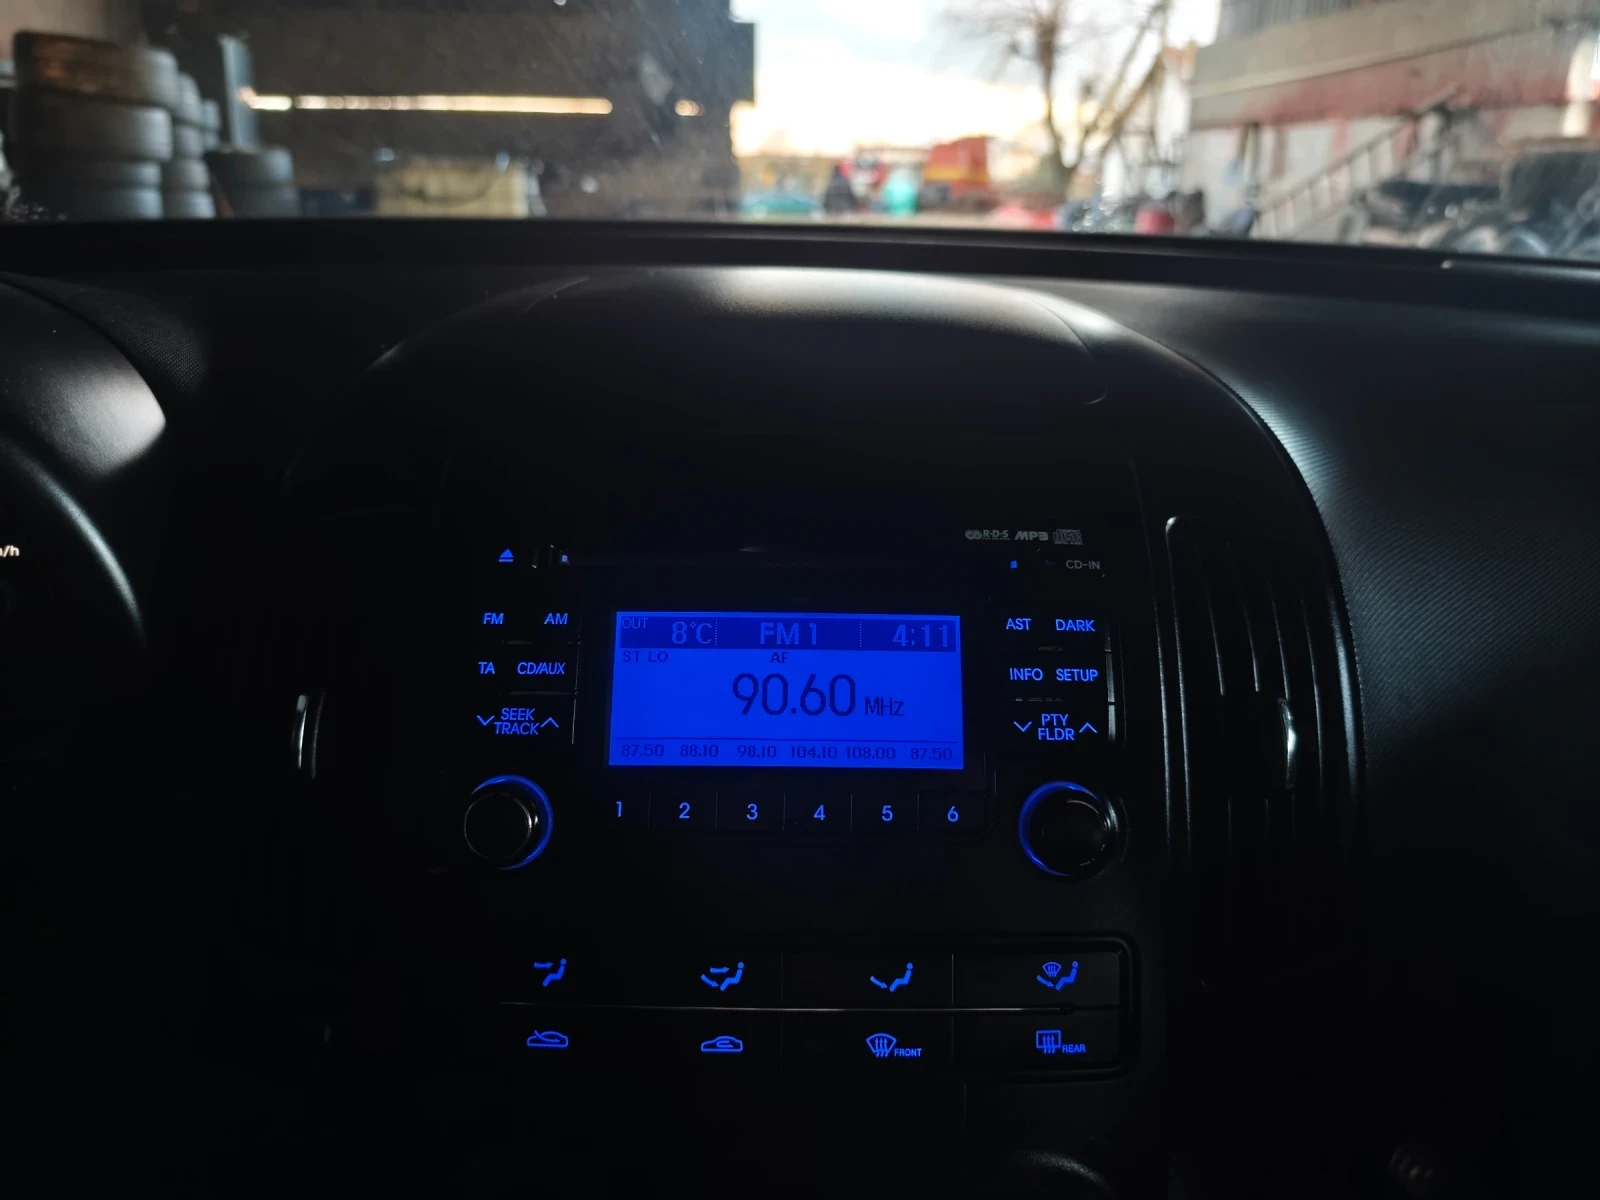 R·D·S MP3
CD-IN
/h
FM AM
TA CD/AUX
SEEK
TRACK
OUT 8°C FM 1 4:11
ST LO AF
90.60 MHz
87.50 88.10 98.10 104.10 108.00 87.50
AST DARK
INFO SETUP
PTY
FLDR
1 2 3 4 5 6
FRONT REAR